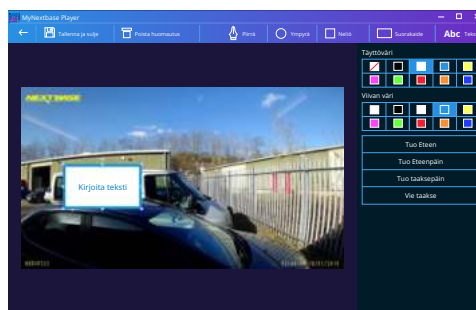 MyNextbase Player
Tallenna ja sulje
Poista huomautus
Piirrä
Ympyrä
Neliö
Suorakaide
Abc Teks
Täyttöväri
NEXTBASE
Viivan väri
Tuo Eteen
Tuo Eteenpäin
Tuo taaksepäin
Vie taakse
Kirjoita teksti